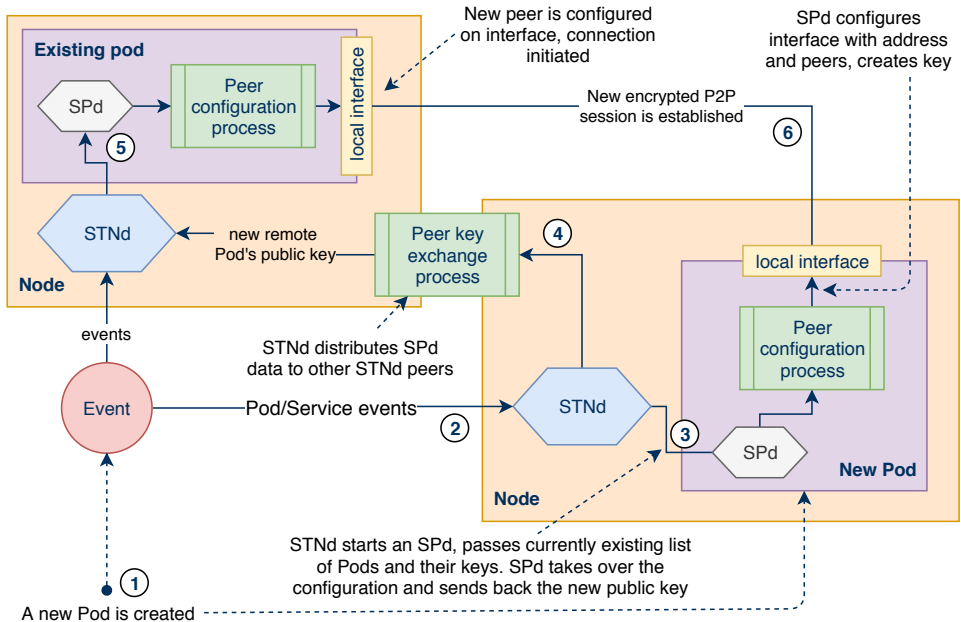 New peer is configured
on interface, connection
initiated
SPd configures
interface with address
and peers, creates key
Existing pod
SPd
Peer
configuration
process
local interface
5
New encrypted P2P
session is established
6
STNd
new remote
Pod's public key
Peer key
exchange
process
4
Node
local interface
events
STNd distributes SPd
data to other STNd peers
Peer
configuration
process
Event
Pod/Service events
2
STNd
3
SPd
New Pod
Node
STNd starts an SPd, passes currently existing list
of Pods and their keys. SPd takes over the
configuration and sends back the new public key
1
A new Pod is created